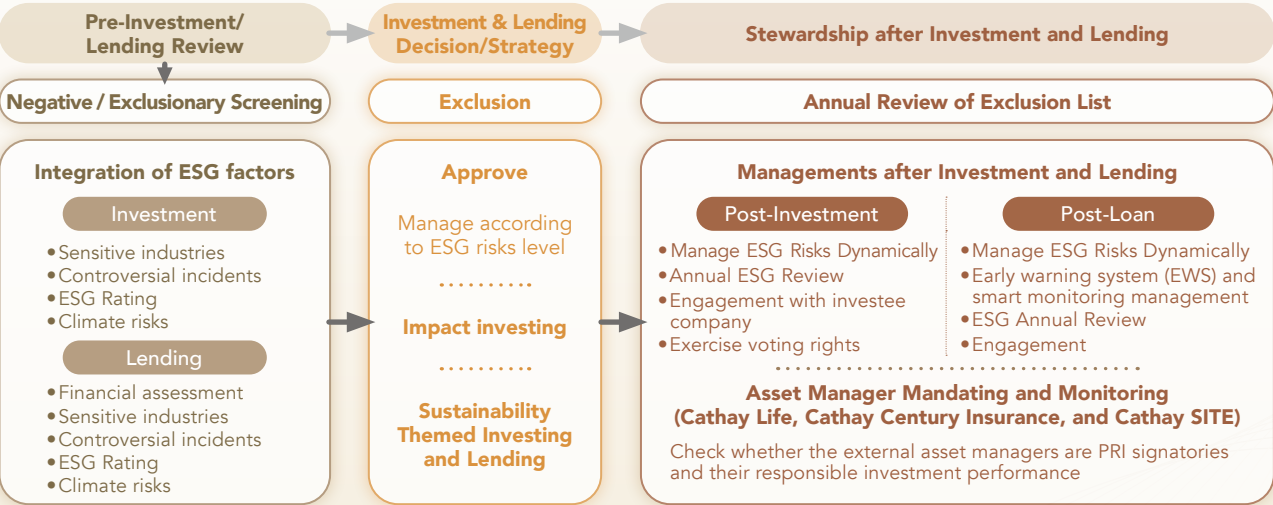 Pre-Investment/
Lending Review
Investment & Lending
Decision/Strategy
Stewardship after Investment and Lending
Negative / Exclusionary Screening
Exclusion
Annual Review of Exclusion List
Integration of ESG factors
Investment
•Sensitive industries
•Controversial incidents
•ESG Rating
•Climate risks
Lending
•Financial assessment
•Sensitive industries
•Controversial incidents
•ESG Rating
•Climate risks
Approve
Manage according
to ESG risks level
Impact investing
Sustainability
Themed Investing
and Lending
Managements after Investment and Lending
Post-Investment
•Manage ESG Risks Dynamically
•Annual ESG Review
•Engagement with investee
company
•Exercise voting rights
Post-Loan
•Manage ESG Risks Dynamically
•Early warning system (EWS) and
smart monitoring management
•ESG Annual Review
•Engagement
Asset Manager Mandating and Monitoring
(Cathay Life, Cathay Century Insurance, and Cathay SITE)
Check whether the external asset managers are PRI signatories
and their responsible investment performance